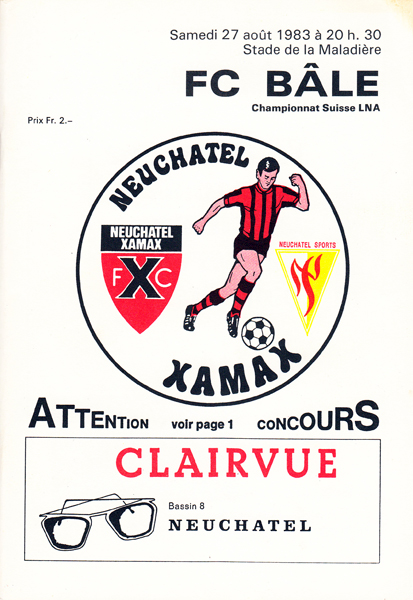 Samedi 27 août 1983 à 20 h. 30
Stade de la Maladière
FC BÂLE
Championnat Suisse LNA
Prix Fr. 2.–
NEUCHATEL
NEUCHATEL
XAMAX
F X C
NEUCHATEL SPORTS
XAMAX
ATTENTION voir page 1 CONCOURS
CLAIRVUE
Bassin 8
NEUCHATEL